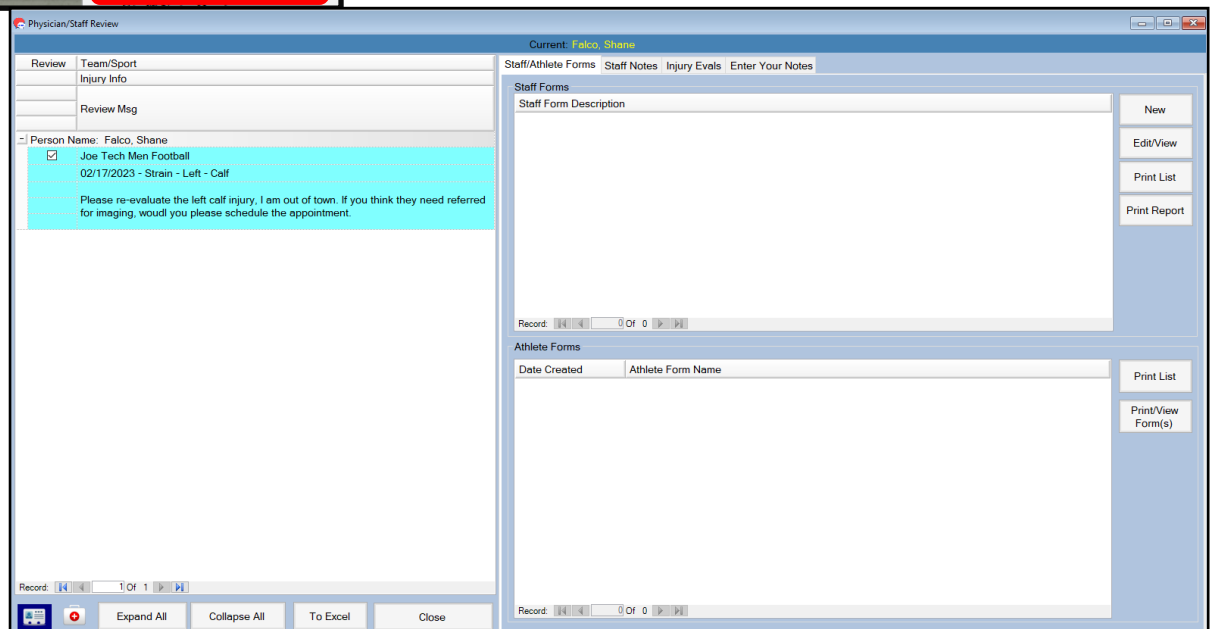 Physician/Staff Review
Current: Falco, Shane
Review Team/Sport
Injury Info
Review Msg
Person Name: Falco, Shane
Joe Tech Men Football
02/17/2023 - Strain - Left - Calf
Please re-evaluate the left calf injury, I am out of town. If you think they need referred
for imaging, woudl you please schedule the appointment.
Record: 1 Of 1
Expand All Collapse All To Excel Close
Staff/Athlete Forms Staff Notes Injury Evals Enter Your Notes
Staff Forms
Staff Form Description
New
Edit/View
Print List
Print Report
Record: 0 Of 0
Athlete Forms
Date Created Athlete Form Name
Print List
Print/View
Form(s)
Record: 0 Of 0